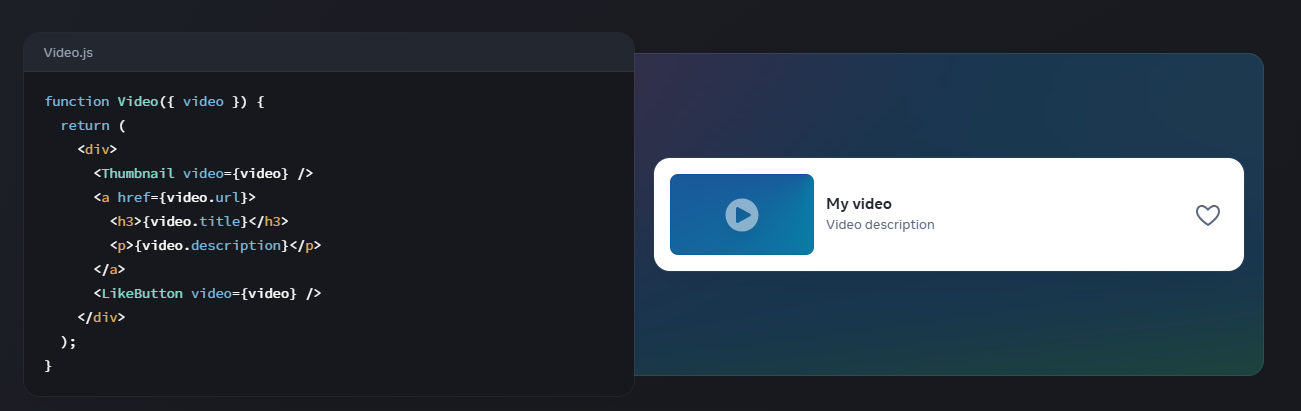 Video.js
function Video({ video }) {
  return (
    <div>
      <Thumbnail video={video} />
      <a href={video.url}>
        <h3>{video.title}</h3>
        <p>{video.description}</p>
      </a>
      <LikeButton video={video} />
    </div>
  );
}
My video
Video description